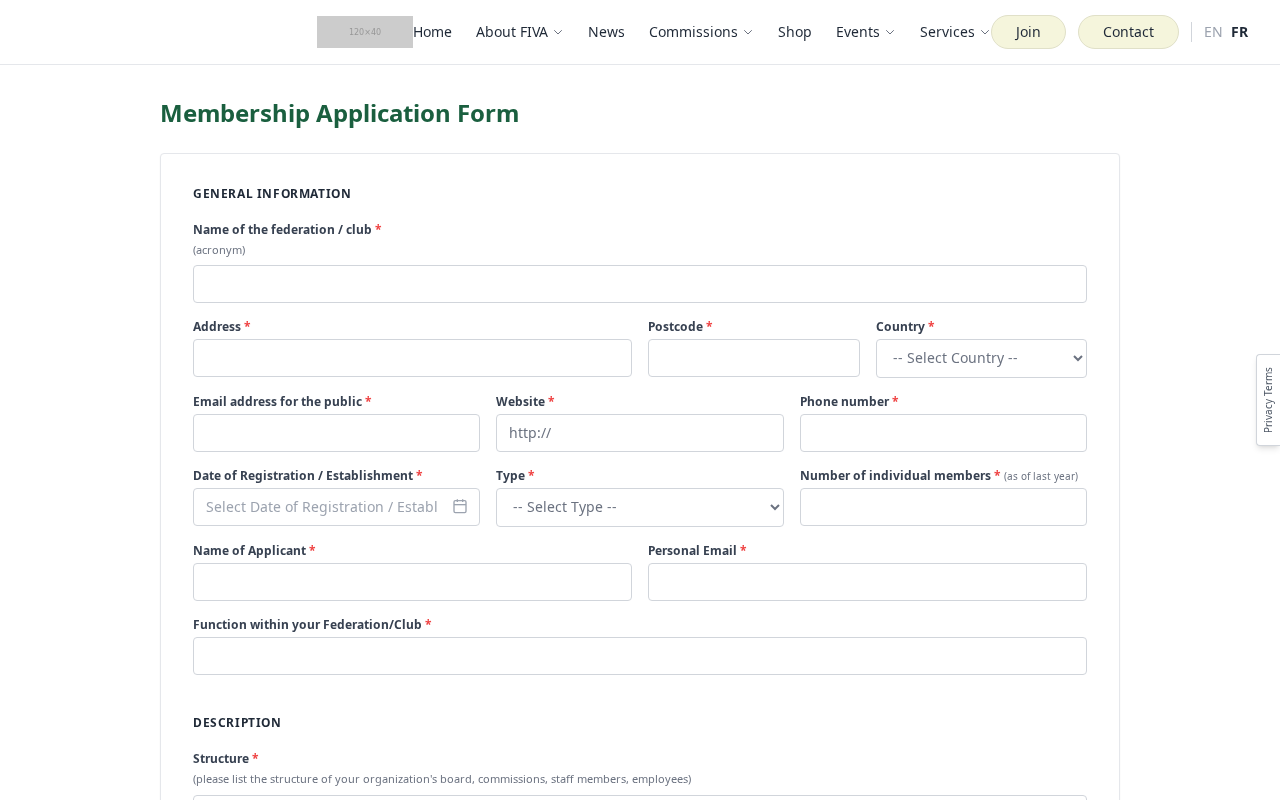 120×40
Home About FIVA News Commissions Shop Events Services Join Contact EN FR
Membership Application Form
GENERAL INFORMATION
Name of the federation / club *
(acronym)
Address * Postcode * Country *
-- Select Country --
Email address for the public * Website * Phone number *
http://
Date of Registration / Establishment * Type * Number of individual members * (as of last year)
Select Date of Registration / Establ -- Select Type --
Name of Applicant * Personal Email *
Function within your Federation/Club *
DESCRIPTION
Structure *
(please list the structure of your organization's board, commissions, staff members, employees)
Privacy Terms